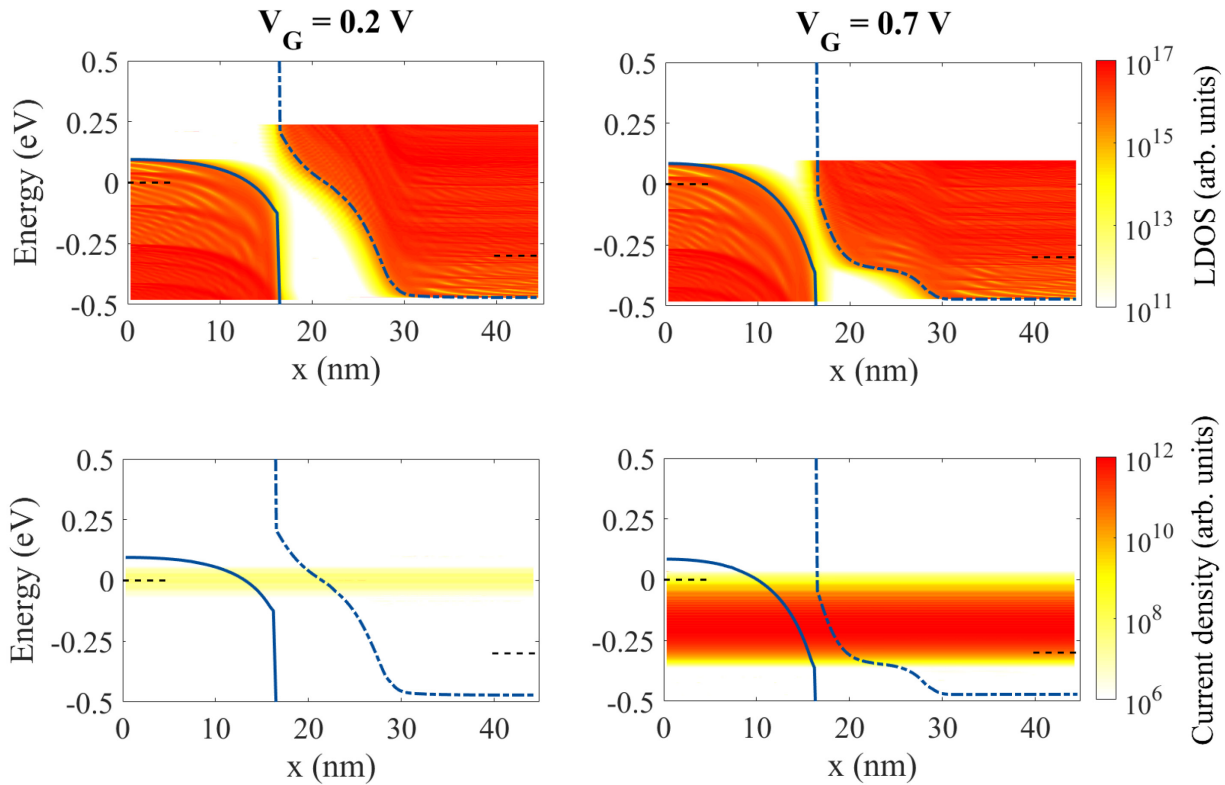 V_G = 0.2 V
V_G = 0.7 V
Energy (eV)
0.5
0.25
0
-0.25
-0.5
0 10 20 30 40
x (nm)
0.5
0.25
0
-0.25
-0.5
0 10 20 30 40
x (nm)
10^17
10^15
10^13
10^11
LDOS (arb. units)
Energy (eV)
0.5
0.25
0
-0.25
-0.5
0 10 20 30 40
x (nm)
0.5
0.25
0
-0.25
-0.5
0 10 20 30 40
x (nm)
10^12
10^10
10^8
10^6
Current density (arb. units)